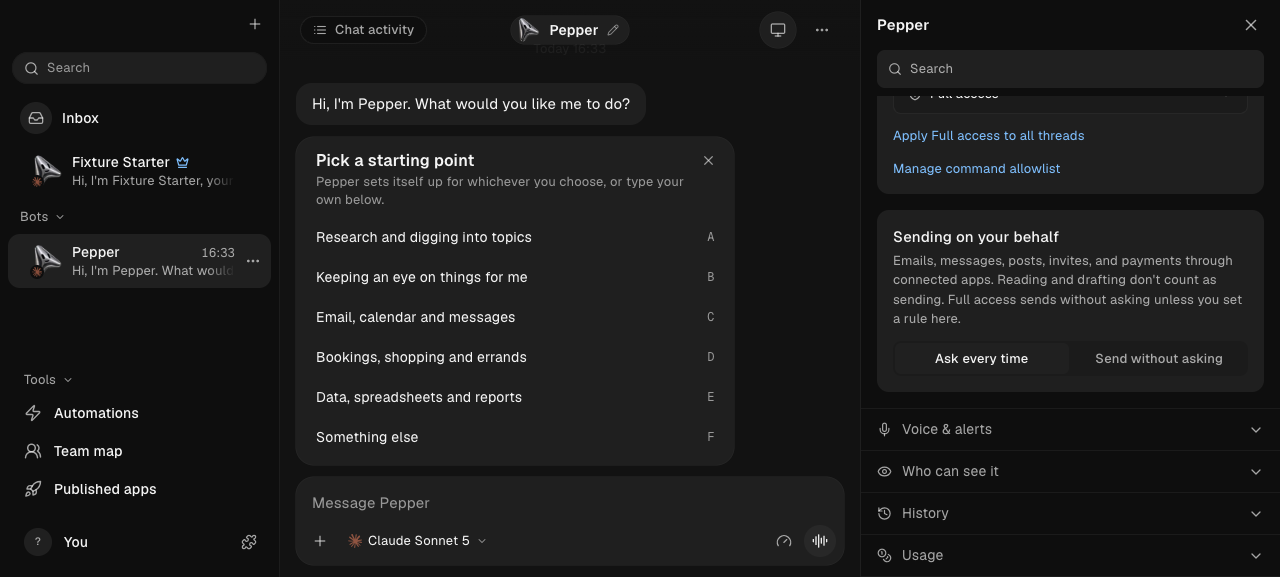 Search
Inbox
Fixture Starter
Hi, I'm Fixture Starter, your
Bots
Pepper
16:33
Hi, I'm Pepper. What would
Tools
Automations
Team map
Published apps
?
You
Chat activity
Pepper
Today 16:33
Hi, I'm Pepper. What would you like me to do?
Pick a starting point
Pepper sets itself up for whichever you choose, or type your
own below.
Research and digging into topics A
Keeping an eye on things for me B
Email, calendar and messages C
Bookings, shopping and errands D
Data, spreadsheets and reports E
Something else F
Message Pepper
Claude Sonnet 5
Pepper
Search
Full access
Apply Full access to all threads
Manage command allowlist
Sending on your behalf
Emails, messages, posts, invites, and payments through
connected apps. Reading and drafting don't count as
sending. Full access sends without asking unless you set
a rule here.
Ask every time
Send without asking
Voice & alerts
Who can see it
History
Usage